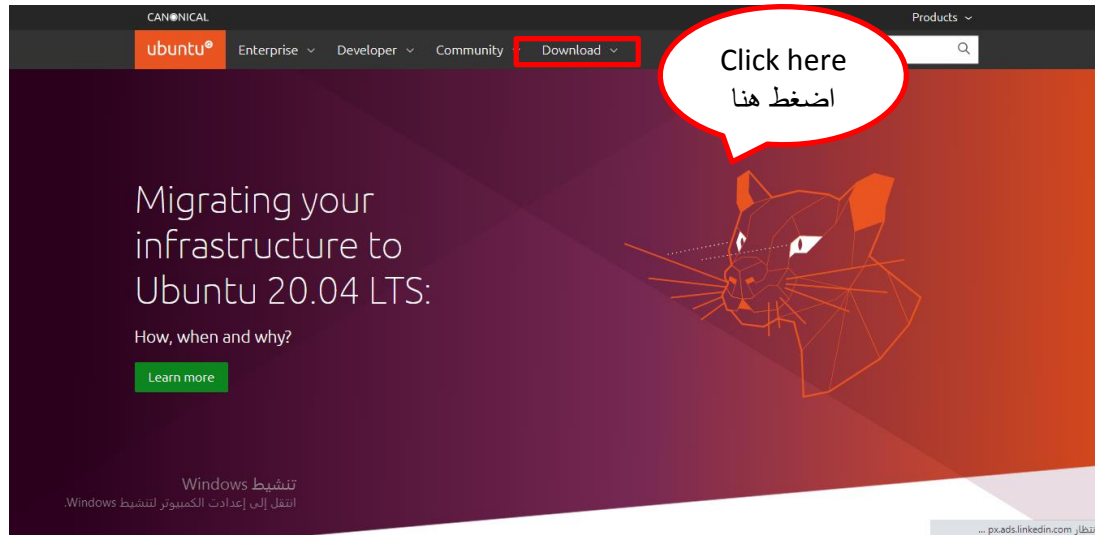 CANONICAL
Products
ubuntu®
Enterprise
Developer
Community
Download
Click here
اضغط هنا
Migrating your
infrastructure to
Ubuntu 20.04 LTS:
How, when and why?
Learn more
تنشيط Windows
انتقل إلى إعدادات الكمبيوتر لتنشيط Windows.
px.ads.linkedin.com ...